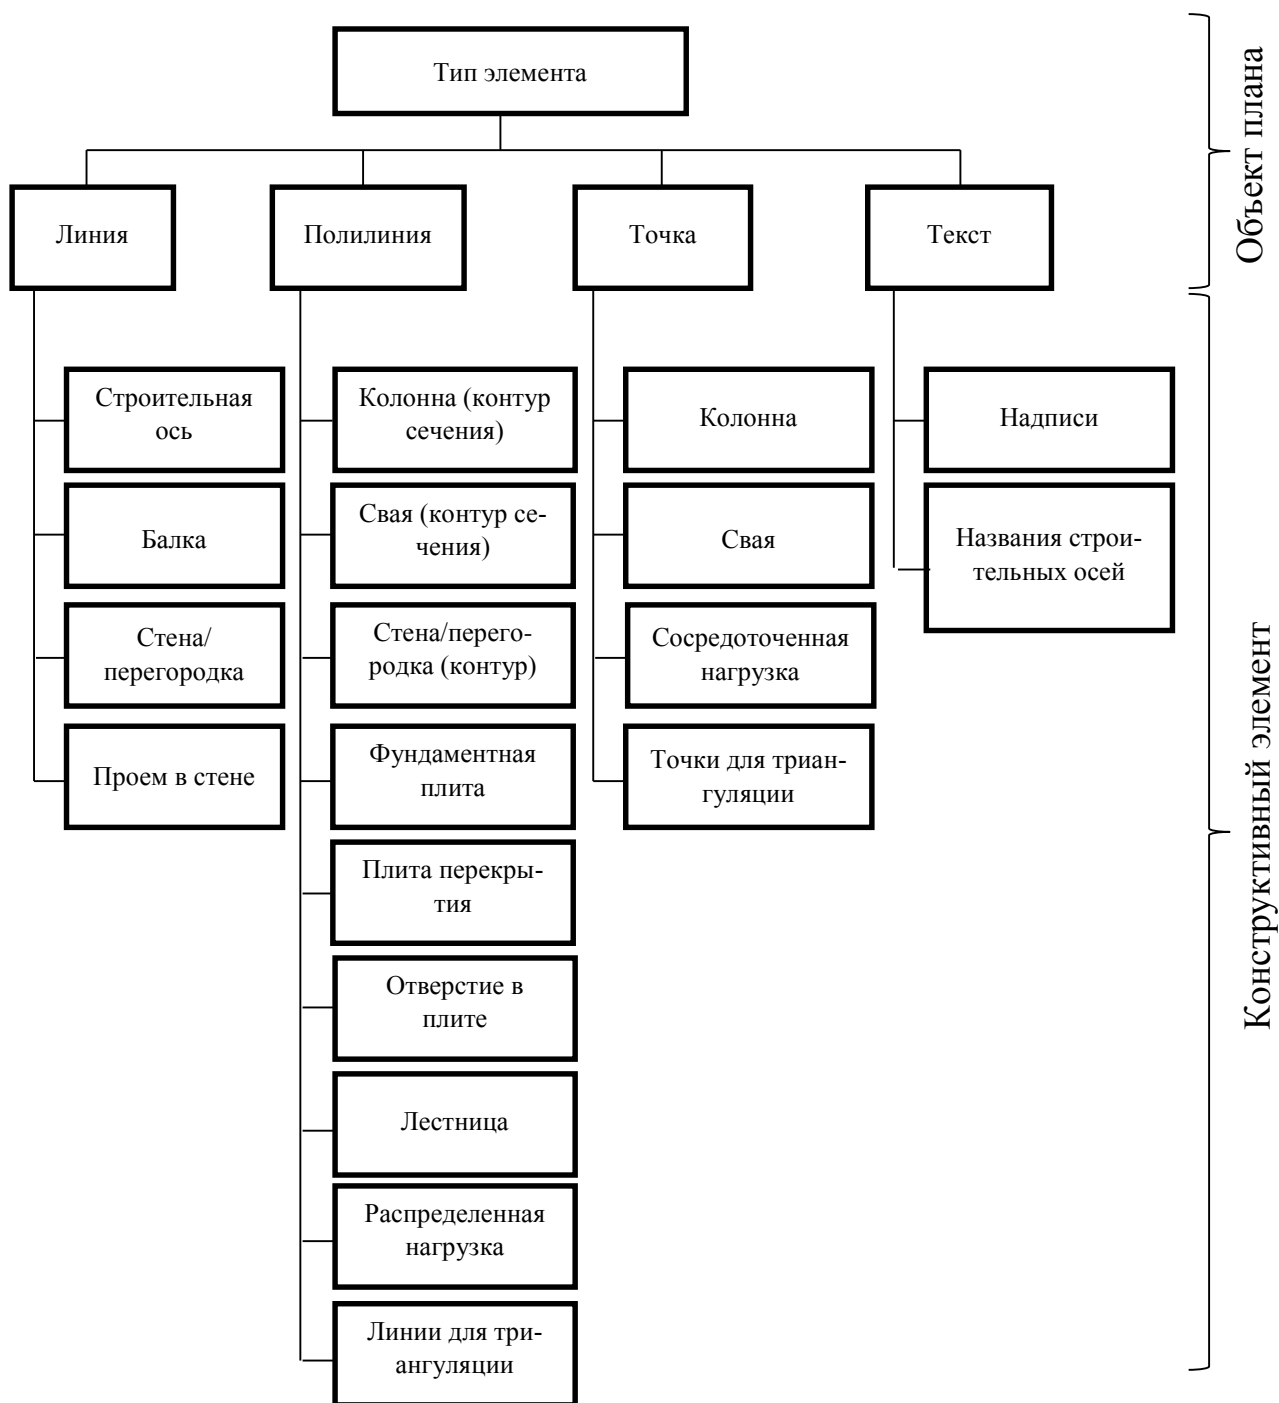 Тип элемента
Объект плана
Линия
Полилиния
Точка
Текст
Строительная
ось
Балка
Стена/
перегородка
Проем в стене
Колонна (контур
сечения)
Свая (контур се-
чения)
Стена/перего-
родка (контур)
Фундаментная
плита
Плита перекры-
тия
Отверстие в
плите
Лестница
Распределенная
нагрузка
Линии для три-
ангуляции
Колонна
Свая
Сосредоточенная
нагрузка
Точки для триан-
гуляции
Надписи
Названия строи-
тельных осей
Конструктивный элемент